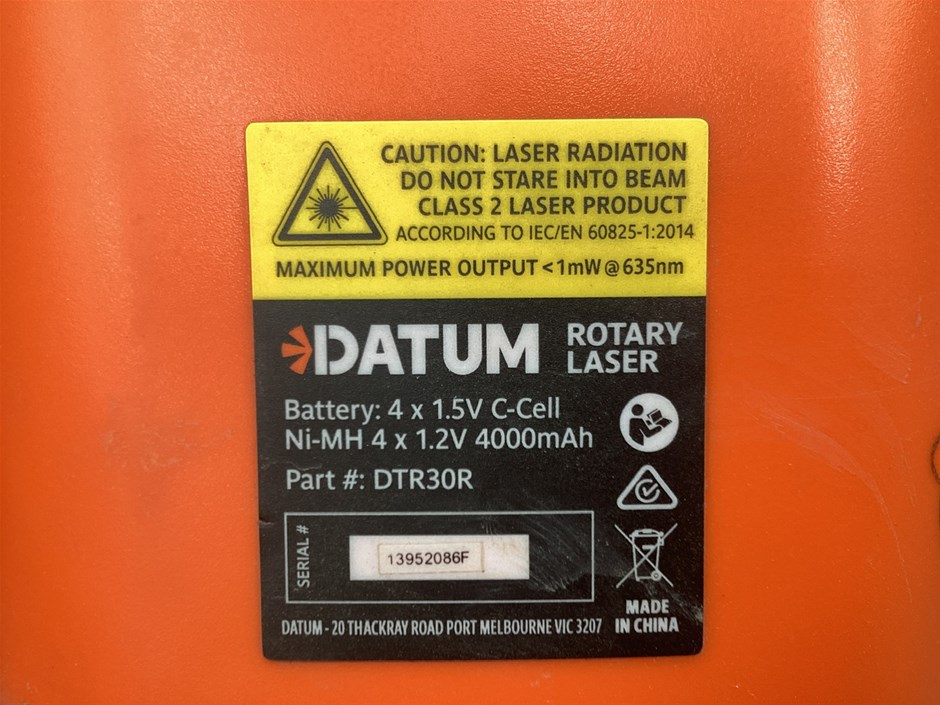 CAUTION: LASER RADIATION
DO NOT STARE INTO BEAM
CLASS 2 LASER PRODUCT
ACCORDING TO IEC/EN 60825-1:2014
MAXIMUM POWER OUTPUT <1mW @ 635nm
DATUM
ROTARY
LASER
Battery: 4 x 1.5V C-Cell
Ni-MH 4 x 1.2V 4000mAh
Part #: DTR30R
SERIAL #
13952086F
MADE
IN CHINA
DATUM - 20 THACKRAY ROAD PORT MELBOURNE VIC 3207